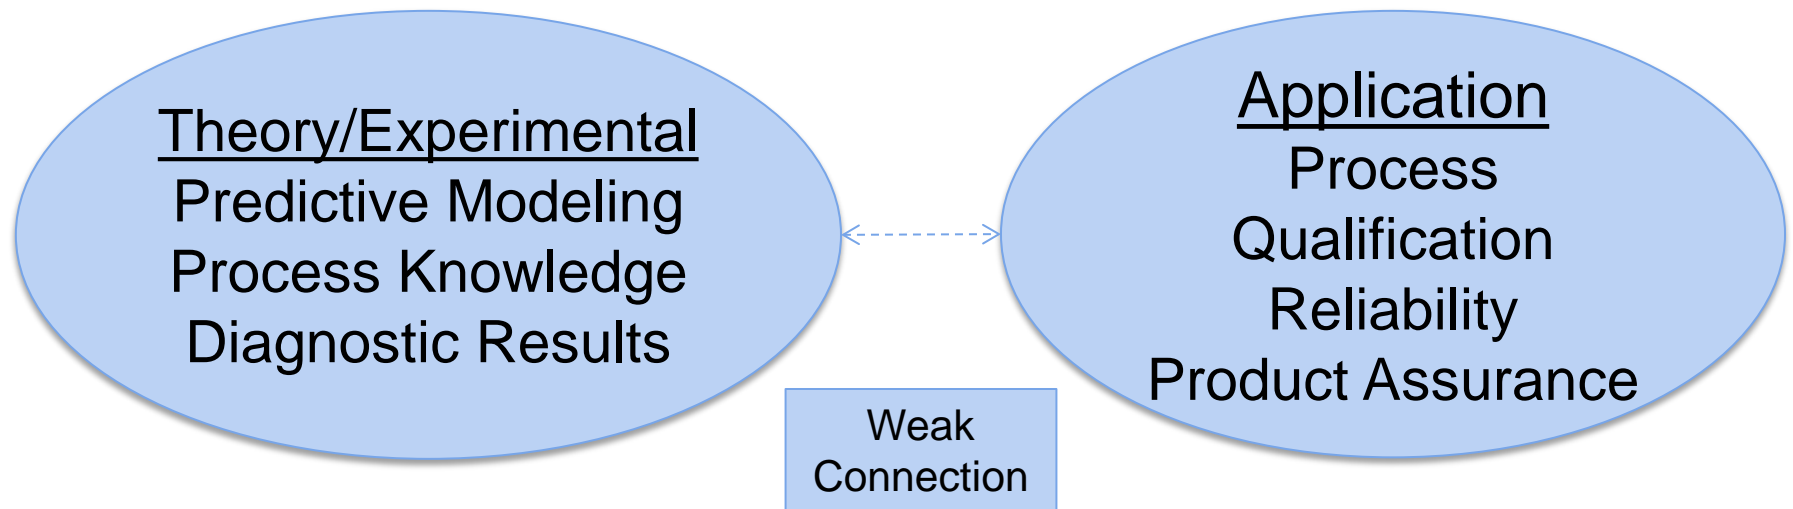 Theory/Experimental
Predictive Modeling
Process Knowledge
Diagnostic Results
Application
Process
Qualification
Reliability
Product Assurance
Weak
Connection